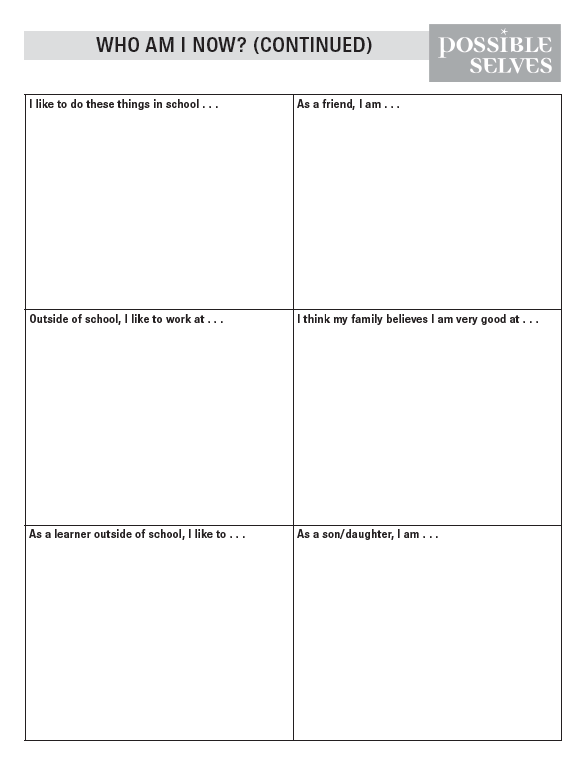 WHO AM I NOW? (CONTINUED)
POSSIBLE
SELVES
I like to do these things in school . . .
As a friend, I am . . .
Outside of school, I like to work at . . .
I think my family believes I am very good at . . .
As a learner outside of school, I like to . . .
As a son/daughter, I am . . .